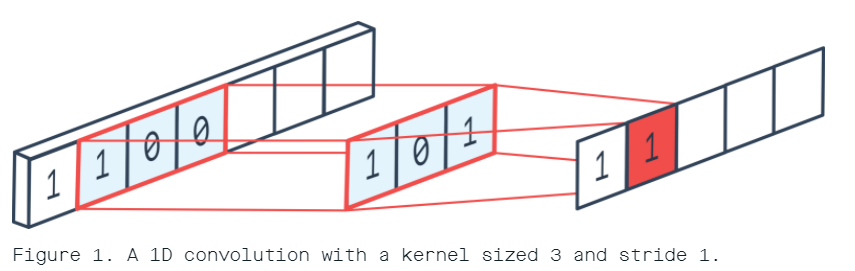 1 1 0 0
1 0 1
1 1
Figure 1. A 1D convolution with a kernel sized 3 and stride 1.